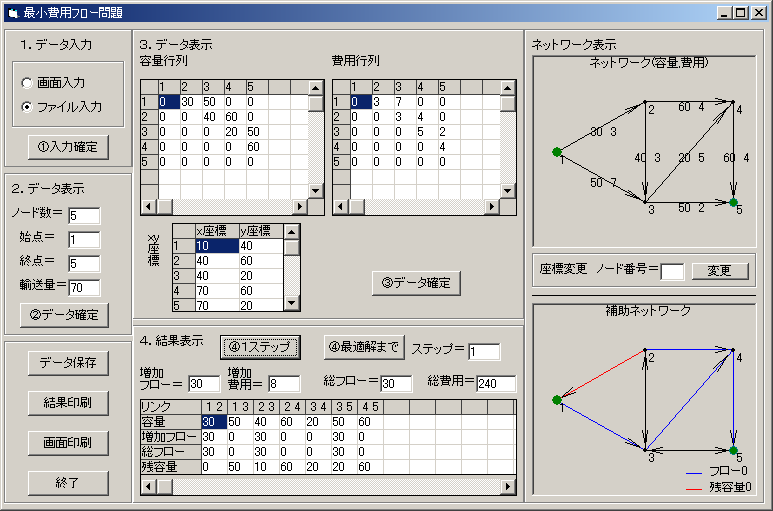 最小費用フロー問題
1．データ入力
画面入力
ファイル入力
①入力確定
2．データ表示
ノード数＝ 5
始点＝ 1
終点＝ 5
輸送量＝ 70
②データ確定
データ保存
結果印刷
画面印刷
終了
3．データ表示
容量行列
1 2 3 4 5
1 0 30 50 0 0
2 0 0 40 60 0
3 0 0 0 20 50
4 0 0 0 0 60
5 0 0 0 0 0
費用行列
1 2 3 4 5
1 0 3 7 0 0
2 0 0 3 4 0
3 0 0 0 5 2
4 0 0 0 0 4
5 0 0 0 0 0
xy座標
x座標 y座標
1 10 40
2 40 60
3 40 20
4 70 60
5 70 20
③データ確定
4．結果表示
④1ステップ
④最適解まで
ステップ＝ 1
増加フロー＝ 30
増加費用＝ 8
総フロー＝ 30
総費用＝ 240
リンク 1 2 1 3 2 3 2 4 3 4 3 5 4 5
容量 30 50 40 60 20 50 60
増加フロー 30 0 30 0 0 30 0
総フロー 30 0 30 0 0 30 0
残容量 0 50 10 60 20 20 60
ネットワーク表示
ネットワーク(容量,費用)
2 60 4 4
30 3
1 40 3 20 5 60 4
50 7
3 50 2 5
座標変更 ノード番号＝ 変更
補助ネットワーク
2 4
1
3 5
フロー0
残容量0